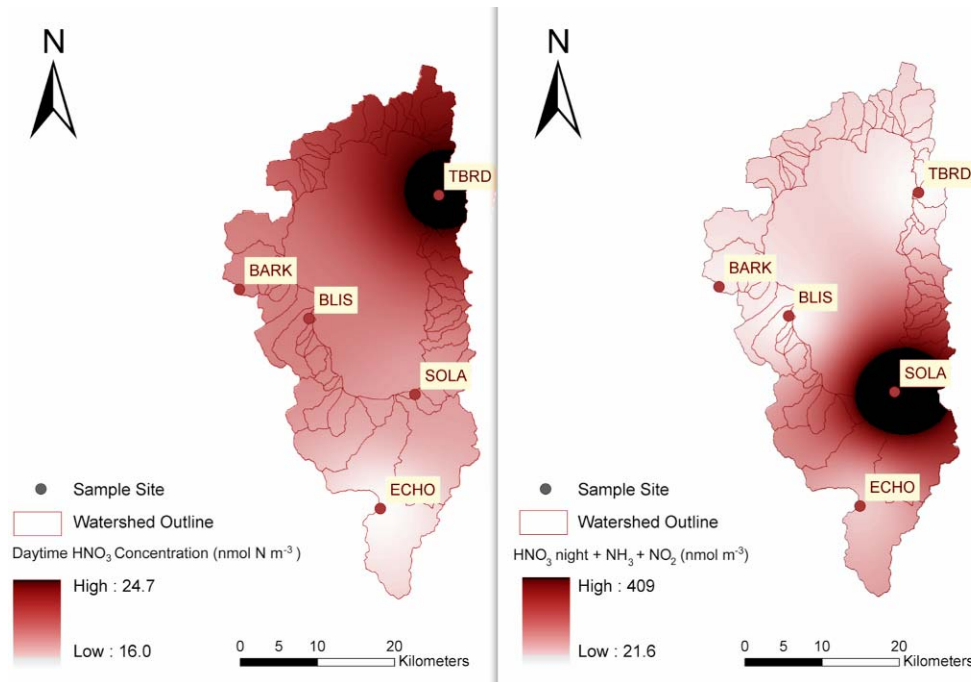 N
TBRD
BARK
BLIS
SOLA
ECHO
Sample Site
Watershed Outline
Daytime HNO₃ Concentration (nmol N m⁻³ )
High : 24.7
Low : 16.0
0 5 10 20
Kilometers
N
TBRD
BARK
BLIS
SOLA
ECHO
Sample Site
Watershed Outline
HNO₃ night + NH₃ + NO₂ (nmol m⁻³)
High : 409
Low : 21.6
0 5 10 20
Kilometers